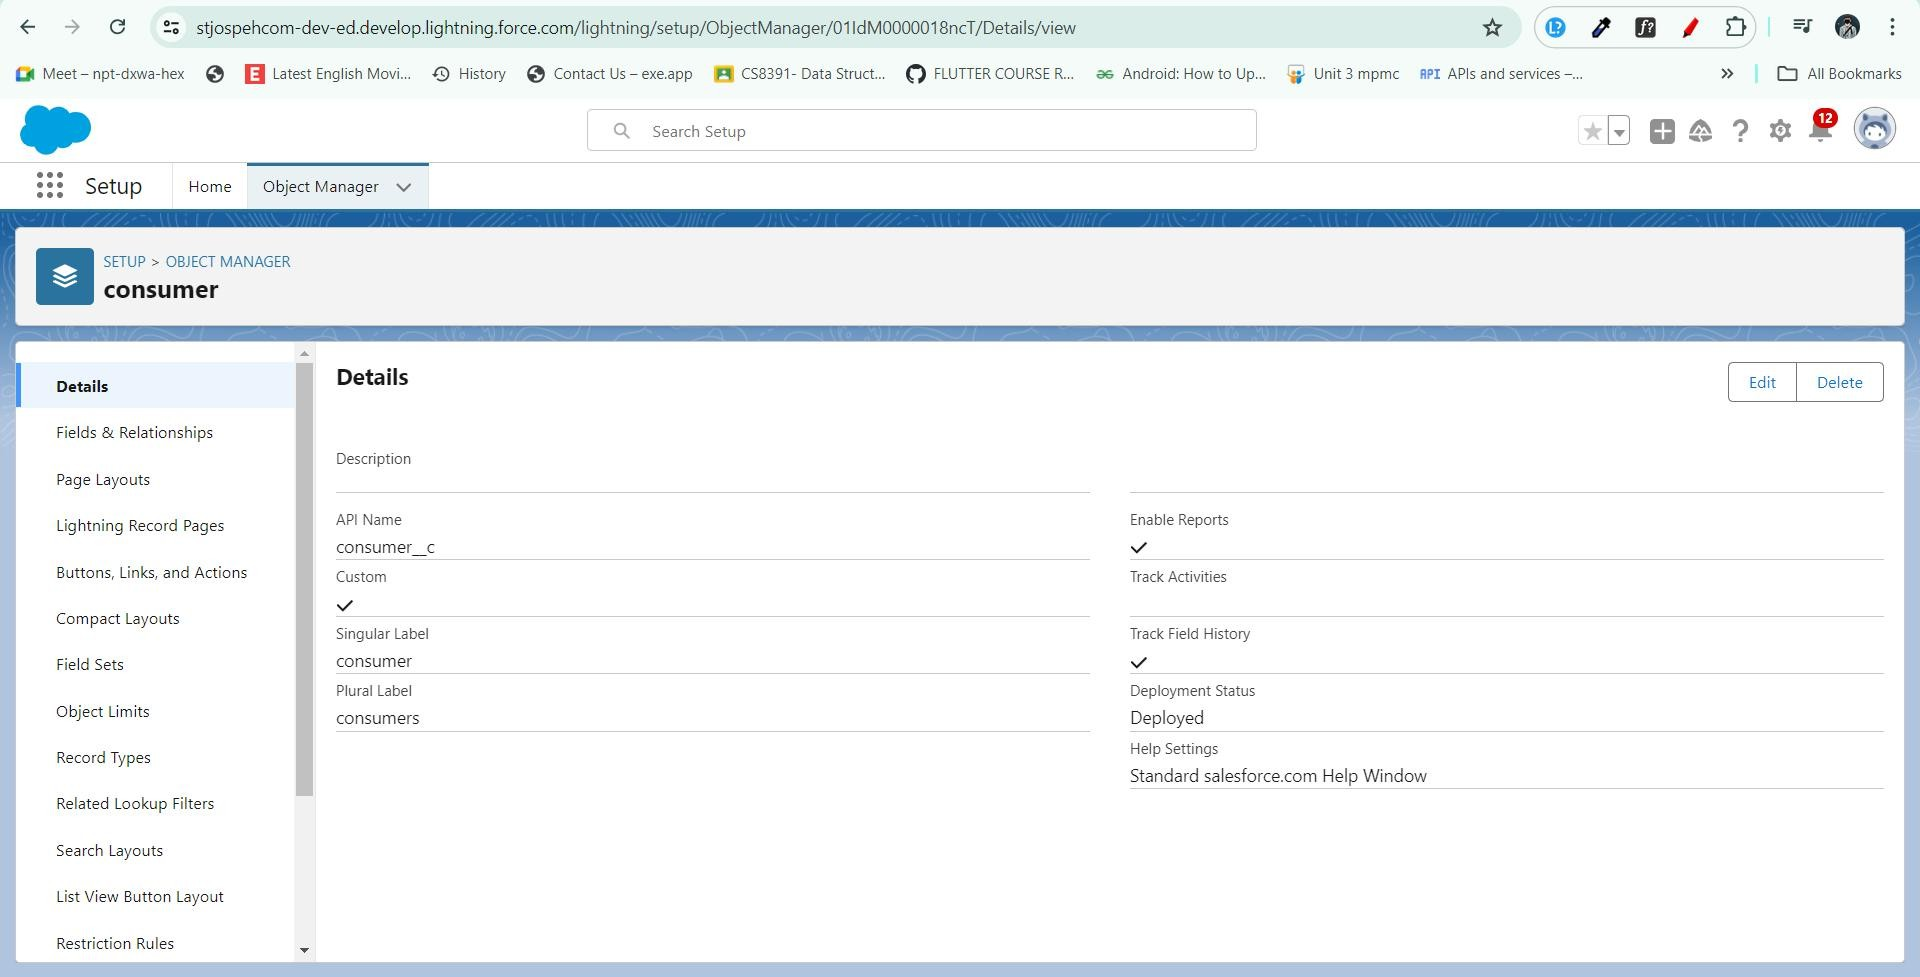 stjospehcom-dev-ed.develop.lightning.force.com/lightning/setup/ObjectManager/01IdM0000018ncT/Details/view
Meet – npt-dxwa-hex
E Latest English Movi...
History
Contact Us – exe.app
CS8391- Data Struct...
FLUTTER COURSE R...
Android: How to Up...
Unit 3 mpmc
API APIs and services –...
» All Bookmarks
Search Setup
12
Setup
Home
Object Manager
SETUP > OBJECT MANAGER
consumer
Details
Fields & Relationships
Page Layouts
Lightning Record Pages
Buttons, Links, and Actions
Compact Layouts
Field Sets
Object Limits
Record Types
Related Lookup Filters
Search Layouts
List View Button Layout
Restriction Rules
Details
Edit
Delete
Description
API Name
consumer__c
Custom
Singular Label
consumer
Plural Label
consumers
Enable Reports
Track Activities
Track Field History
Deployment Status
Deployed
Help Settings
Standard salesforce.com Help Window